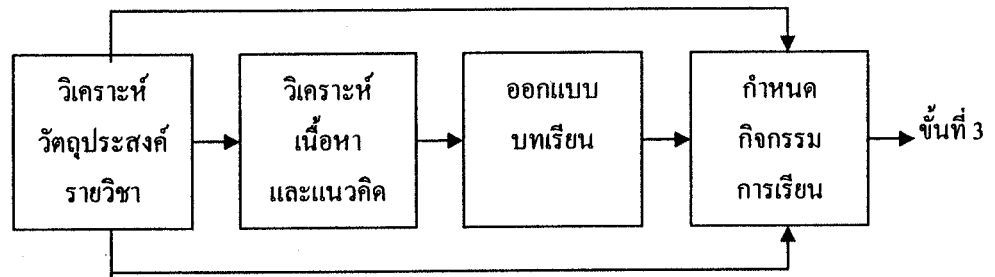 วิเคราะห์
วัตถุประสงค์
รายวิชา
วิเคราะห์
เนื้อหา
และแนวคิด
ออกแบบ
บทเรียน
กำหนด
กิจกรรม
การเรียน
ขั้นที่ 3